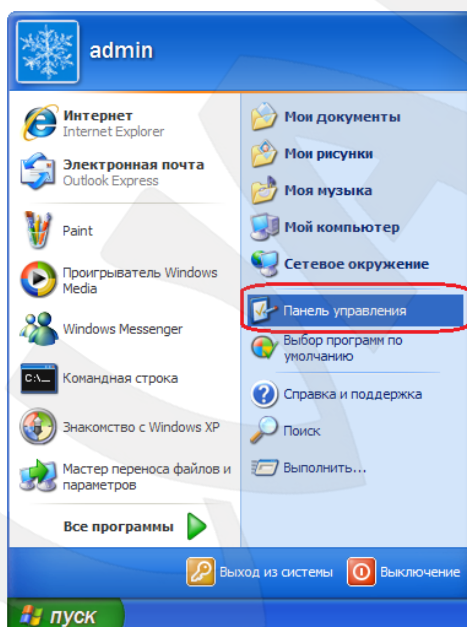 admin
Интернет
Internet Explorer
Электронная почта
Outlook Express
Paint
Проигрыватель Windows
Media
Windows Messenger
C:\_
Командная строка
Знакомство с Windows XP
Мастер переноса файлов и
параметров
Все программы
Мои документы
Мои рисунки
Моя музыка
Мой компьютер
Сетевое окружение
Панель управления
Выбор программ по
умолчанию
Справка и поддержка
Поиск
Выполнить...
Выход из системы
Выключение
пуск